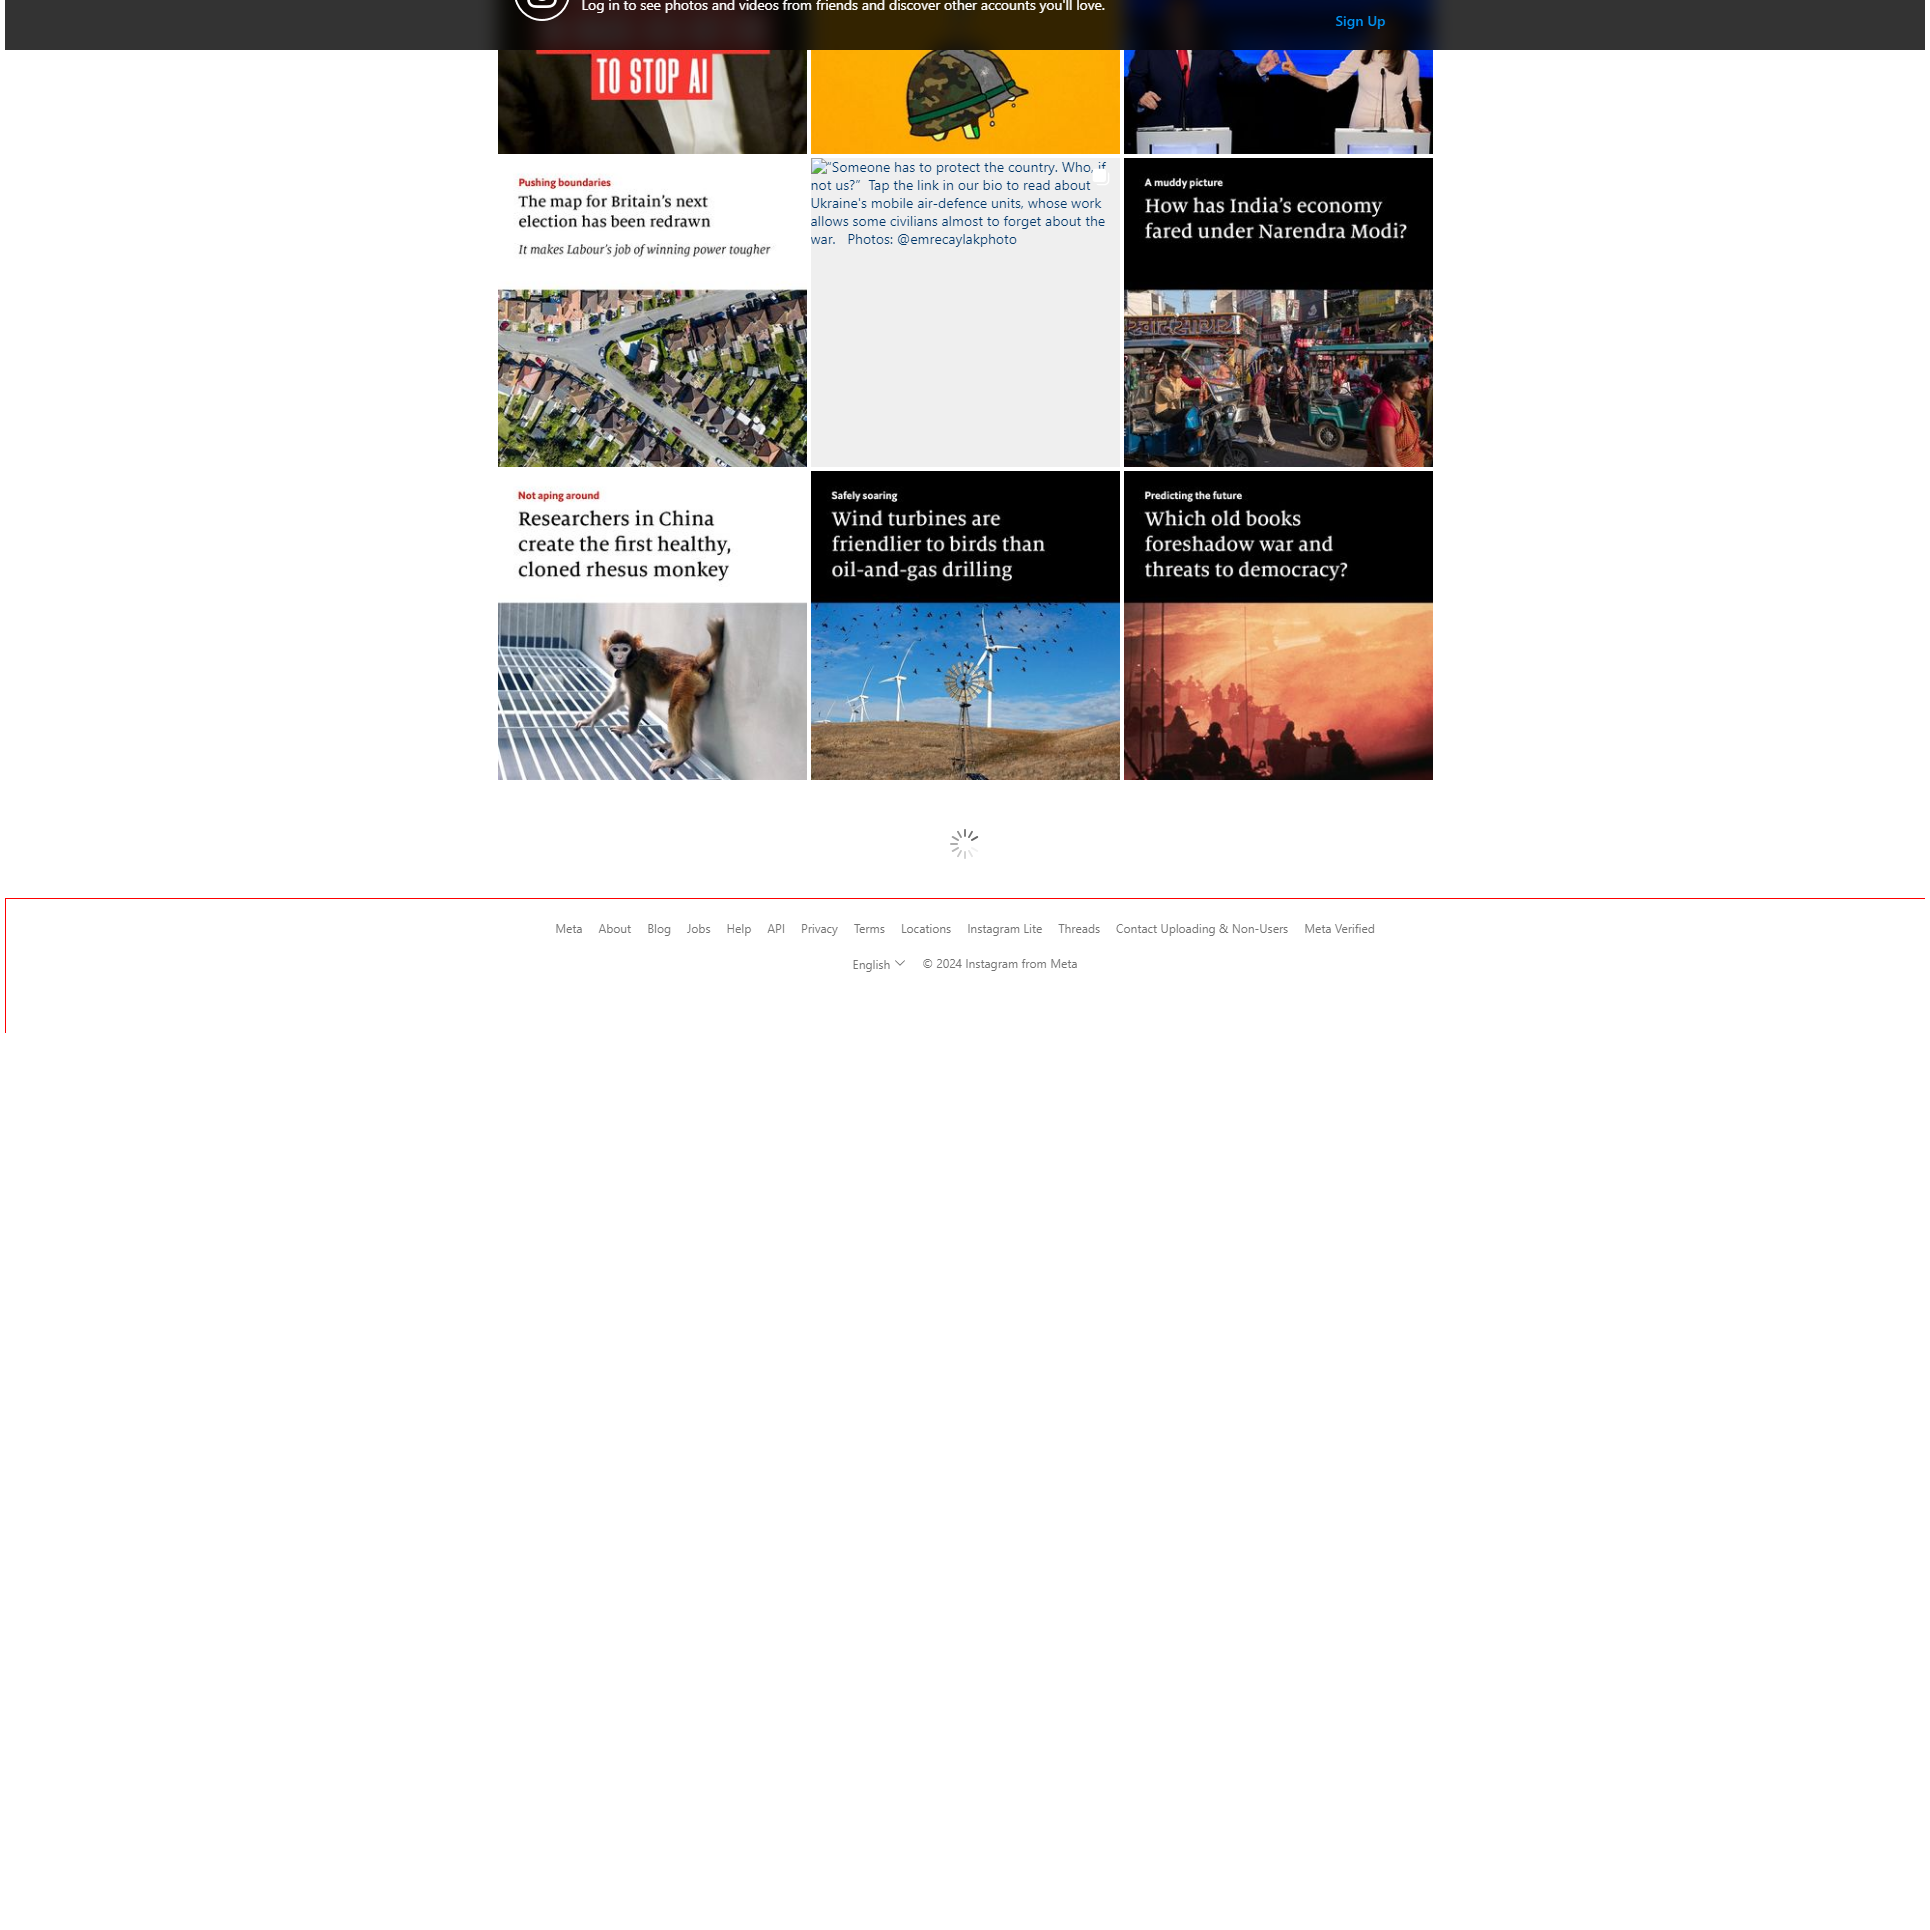 Log in to see photos and videos from friends and discover other accounts you'll love.
Sign Up
TO STOP AI
Pushing boundaries
The map for Britain's next
election has been redrawn
It makes Labour's job of winning power tougher
"Someone has to protect the country. Who, if
not us?"  Tap the link in our bio to read about
Ukraine's mobile air-defence units, whose work
allows some civilians almost to forget about the
war.   Photos: @emrecaylakphoto
A muddy picture
How has India's economy
fared under Narendra Modi?
Not aping around
Researchers in China
create the first healthy,
cloned rhesus monkey
Safely soaring
Wind turbines are
friendlier to birds than
oil-and-gas drilling
Predicting the future
Which old books
foreshadow war and
threats to democracy?
Meta About Blog Jobs Help API Privacy Terms Locations Instagram Lite Threads Contact Uploading & Non-Users Meta Verified
English © 2024 Instagram from Meta